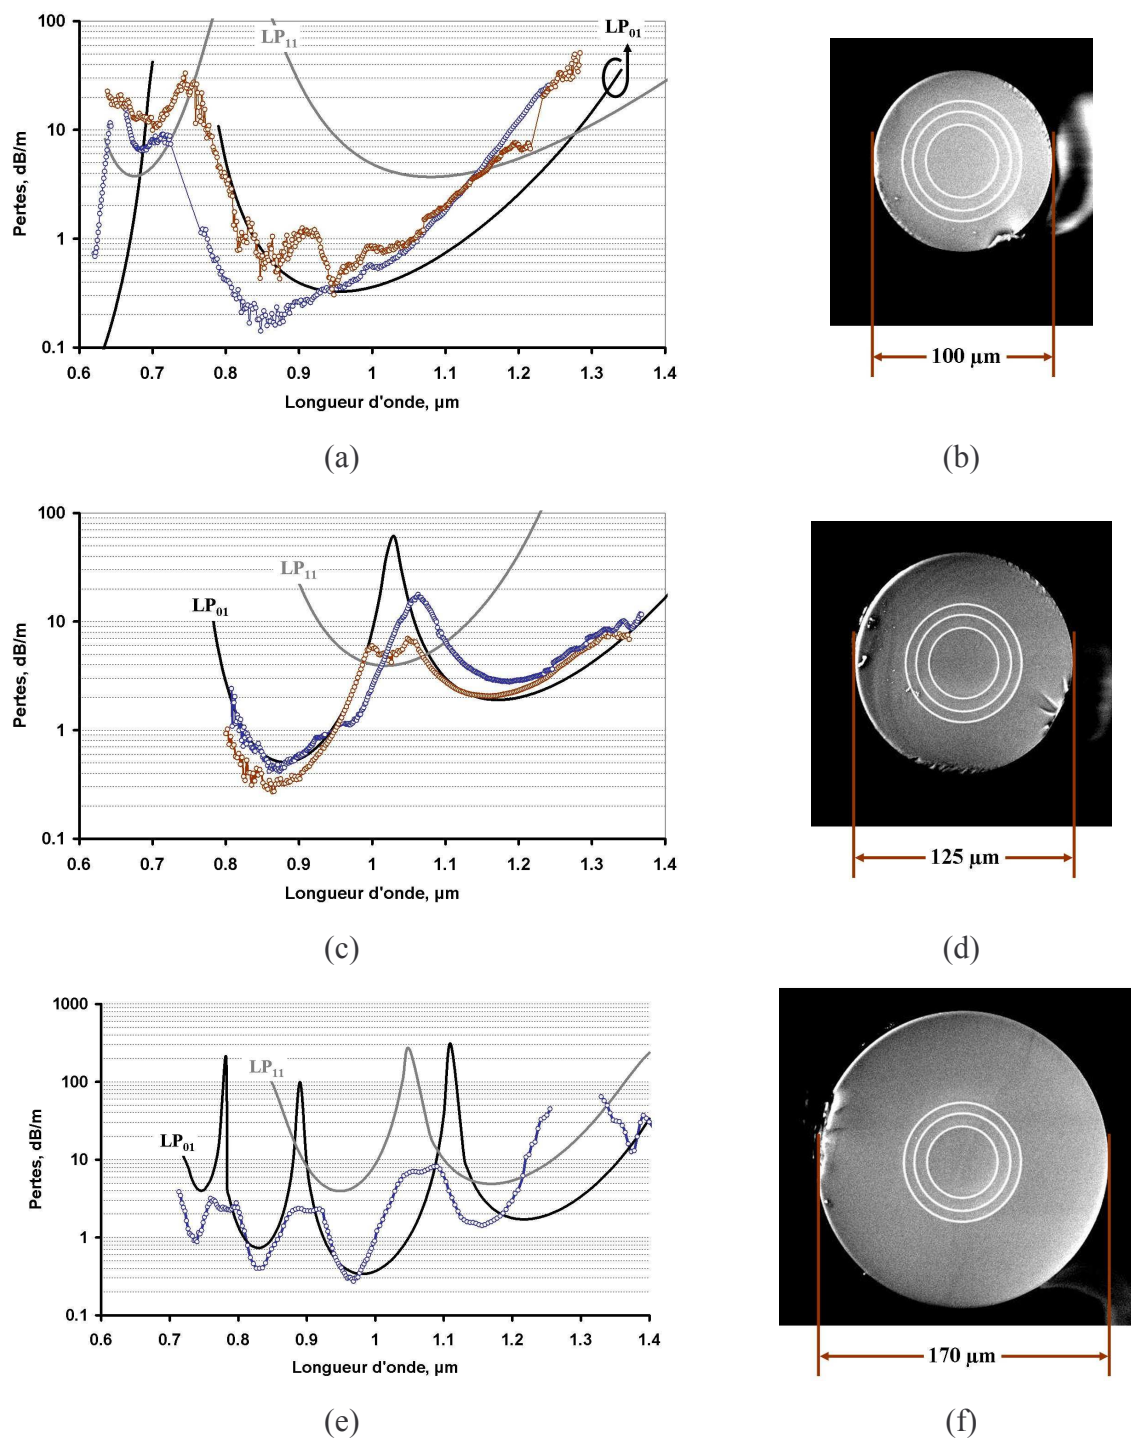 100
10
1
0.1
Pertes, dB/m
LP11
LP01
0.6 0.7 0.8 0.9 1 1.1 1.2 1.3 1.4
Longueur d'onde, µm
100 µm
(a)
(b)
100
10
1
0.1
Pertes, dB/m
LP11
LP01
0.6 0.7 0.8 0.9 1 1.1 1.2 1.3 1.4
Longueur d'onde, µm
125 µm
(c)
(d)
1000
100
10
1
0.1
Pertes, dB/m
LP11
LP01
0.6 0.7 0.8 0.9 1 1.1 1.2 1.3 1.4
Longueur d'onde, µm
170 µm
(e)
(f)